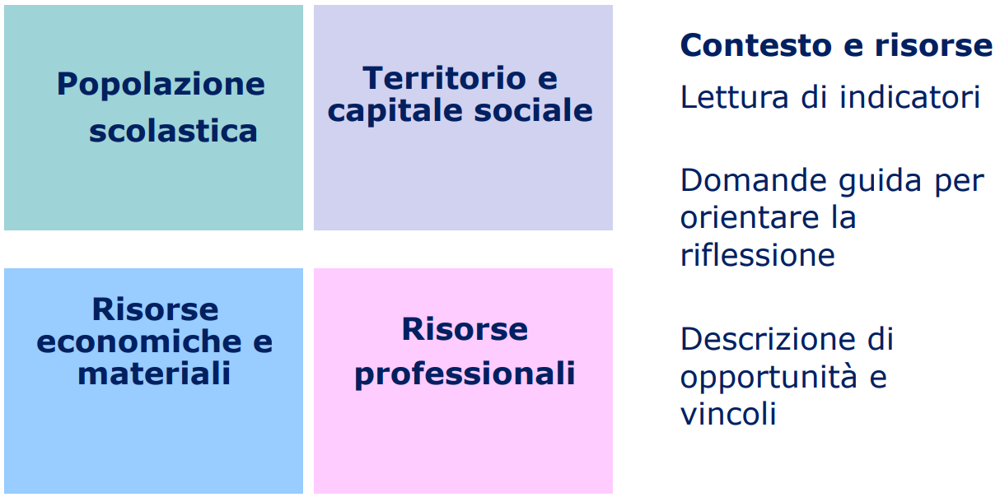 Popolazione
scolastica
Territorio e
capitale sociale
Risorse
economiche e
materiali
Risorse
professionali
Contesto e risorse
Lettura di indicatori
Domande guida per
orientare la
riflessione
Descrizione di
opportunità e
vincoli